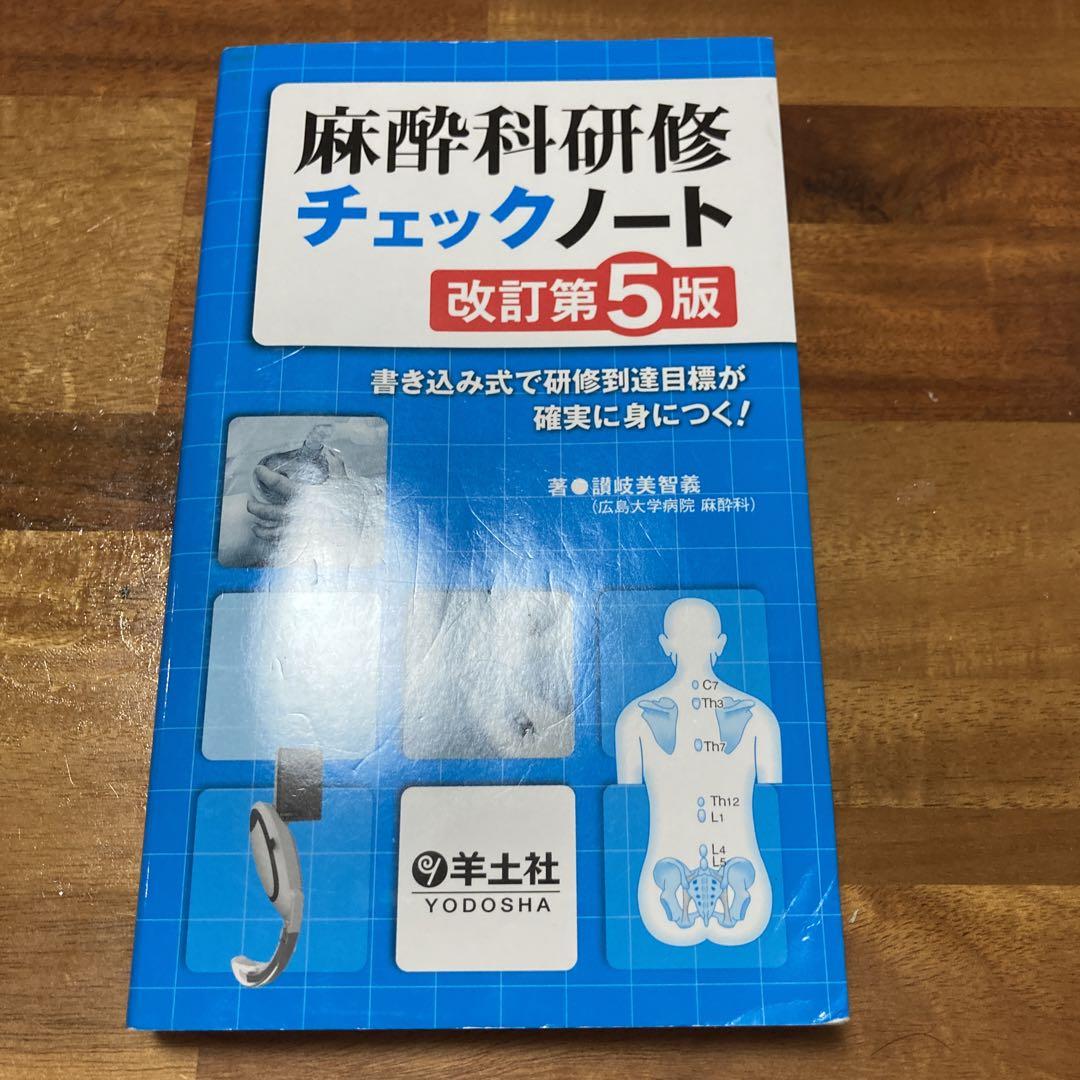 麻酔科研修
チェックノート
改訂第5版
書き込み式で研修到達目標が
確実に身につく!
著●讃岐美智義
(広島大学病院 麻酔科)
C7
Th3
Th7
Th12
L1
L4
L5
羊土社
YODOSHA